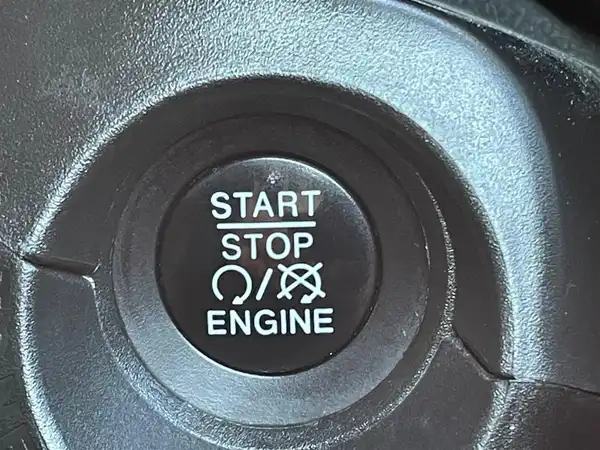 START
STOP
/
ENGINE